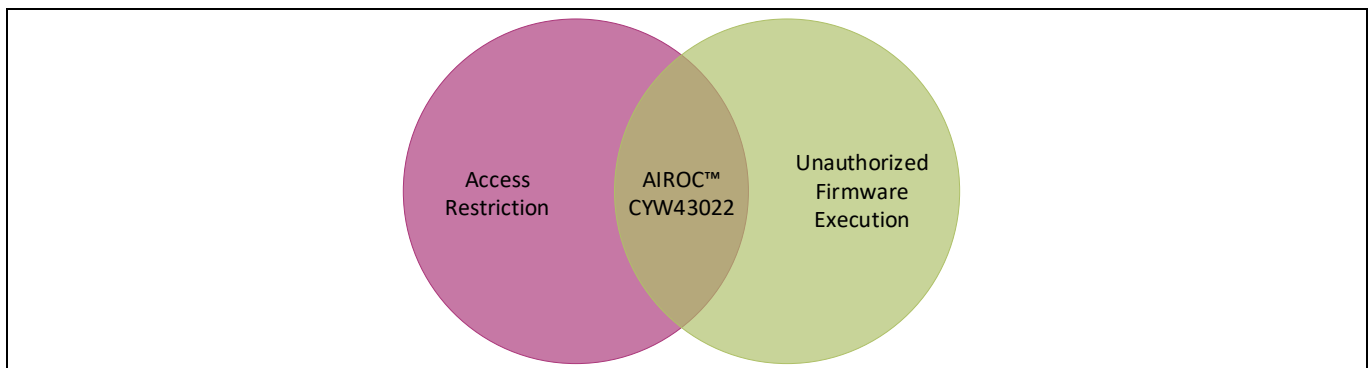 Access
Restriction
AIROC™
CYW43022
Unauthorized
Firmware
Execution